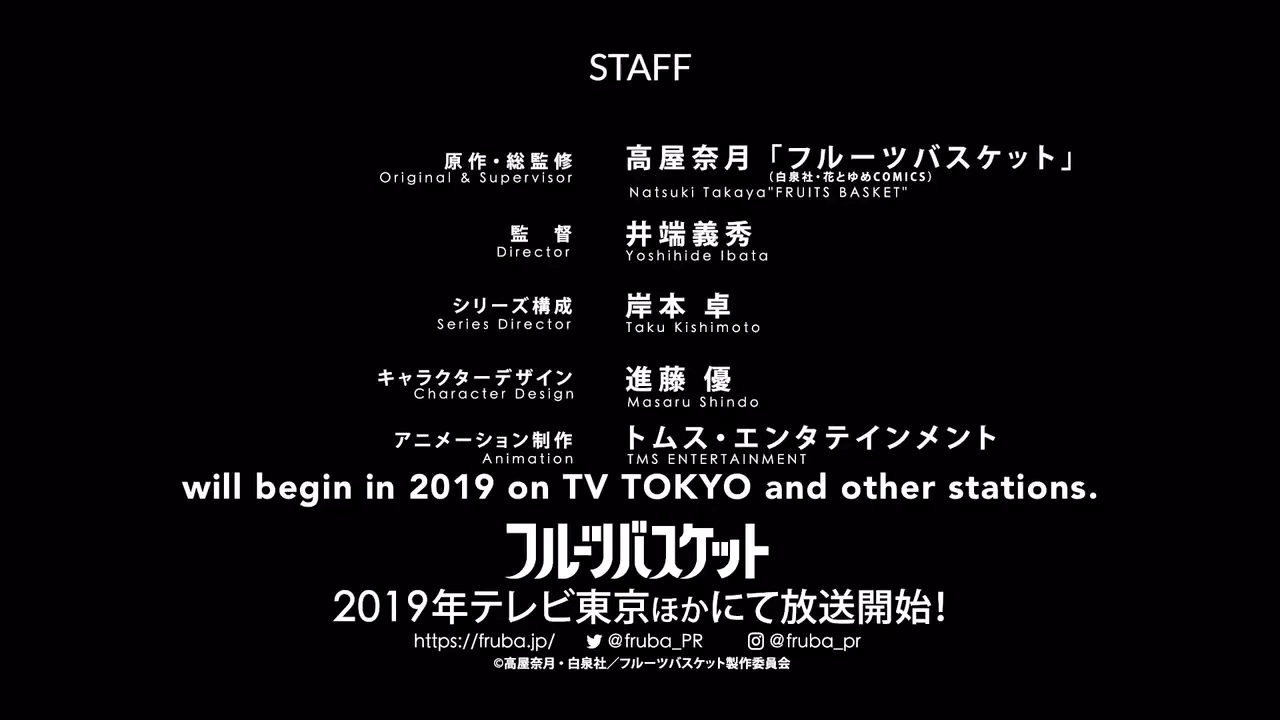 STAFF
原作・総監修
Original & Supervisor
高屋奈月「フルーツバスケット」
(白泉社・花とゆめCOMICS)
Natsuki Takaya"FRUITS BASKET"
監 督
Director
井端義秀
Yoshihide Ibata
シリーズ構成
Series Director
岸本 卓
Taku Kishimoto
キャラクターデザイン
Character Design
進藤 優
Masaru Shindo
アニメーション制作
Animation
トムス・エンタテインメント
TMS ENTERTAINMENT
will begin in 2019 on TV TOKYO and other stations.
フルーツバスケット
2019年テレビ東京ほかにて放送開始!
https://fruba.jp/ @fruba_PR @fruba_pr
©高屋奈月・白泉社／フルーツバスケット製作委員会